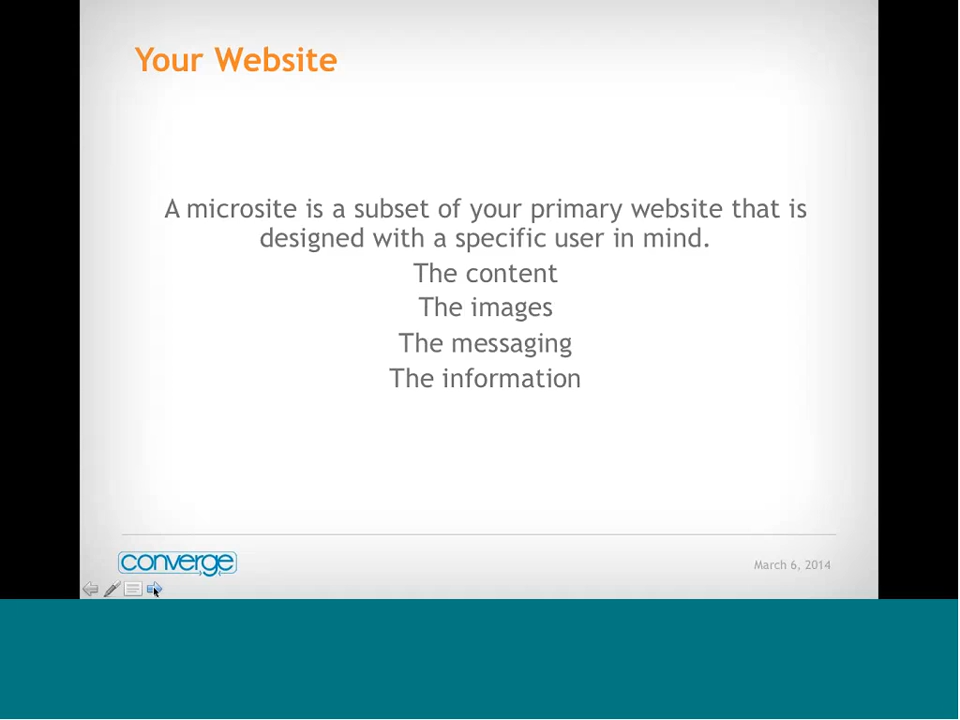 Your Website
A microsite is a subset of your primary website that is
designed with a specific user in mind.
The content
The images
The messaging
The information
converge
March 6, 2014